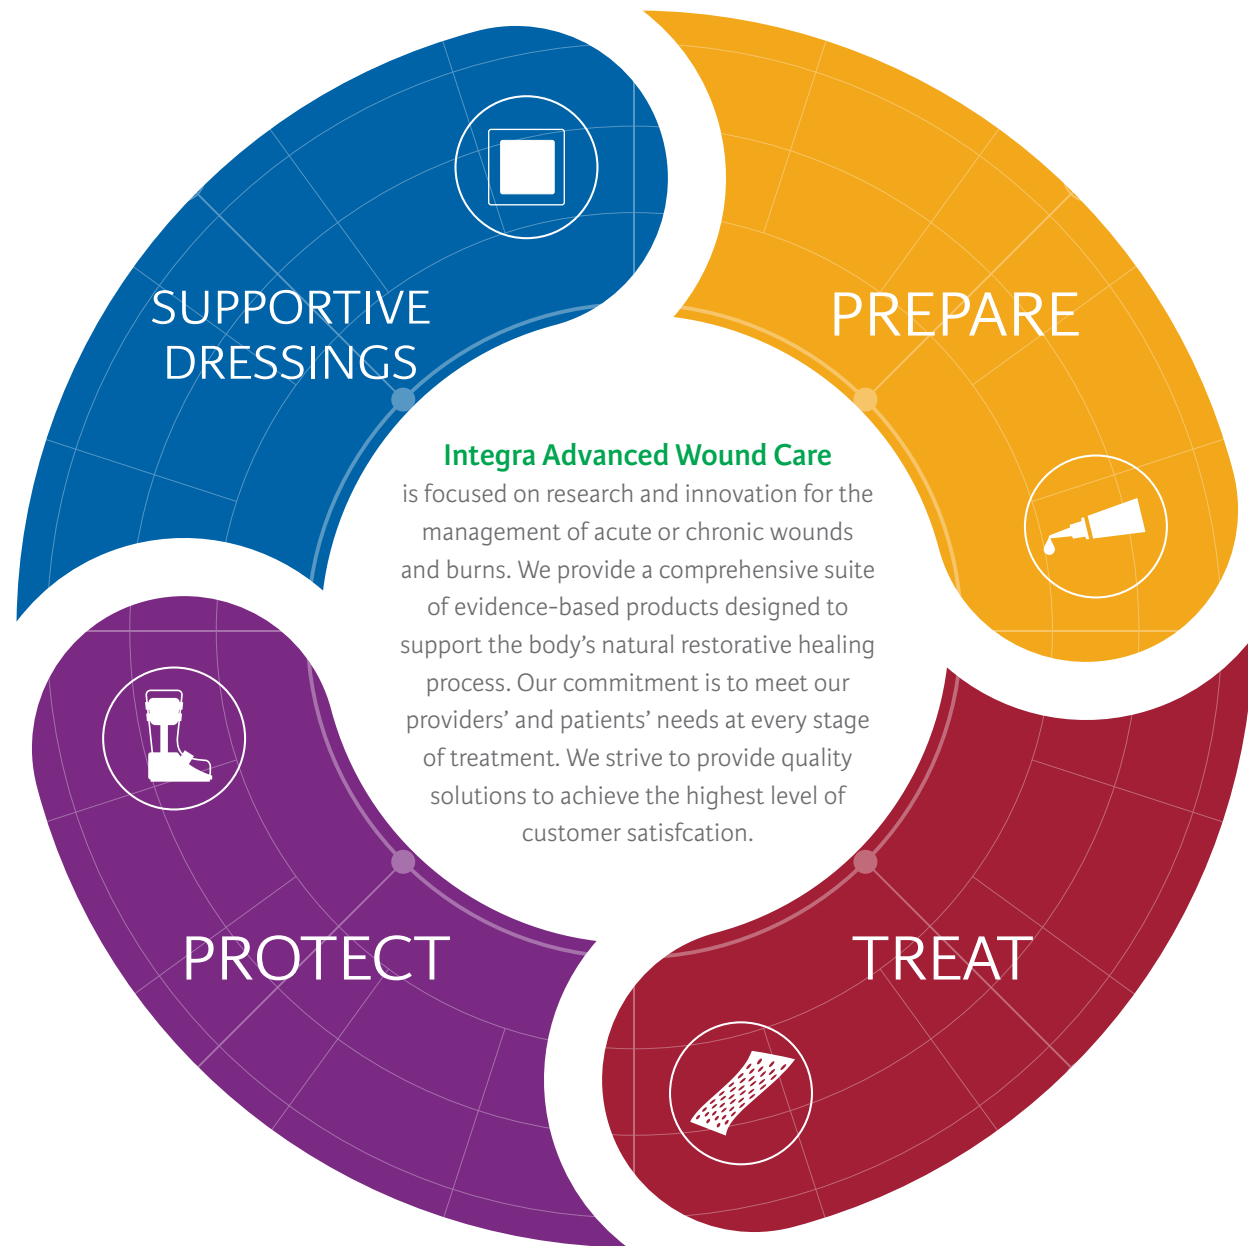 SUPPORTIVE
DRESSINGS
PREPARE
Integra Advanced Wound Care
is focused on research and innovation for the
management of acute or chronic wounds
and burns. We provide a comprehensive suite
of evidence-based products designed to
support the body’s natural restorative healing
process. Our commitment is to meet our
providers’ and patients’ needs at every stage
of treatment. We strive to provide quality
solutions to achieve the highest level of
customer satisfcation.
PROTECT
TREAT